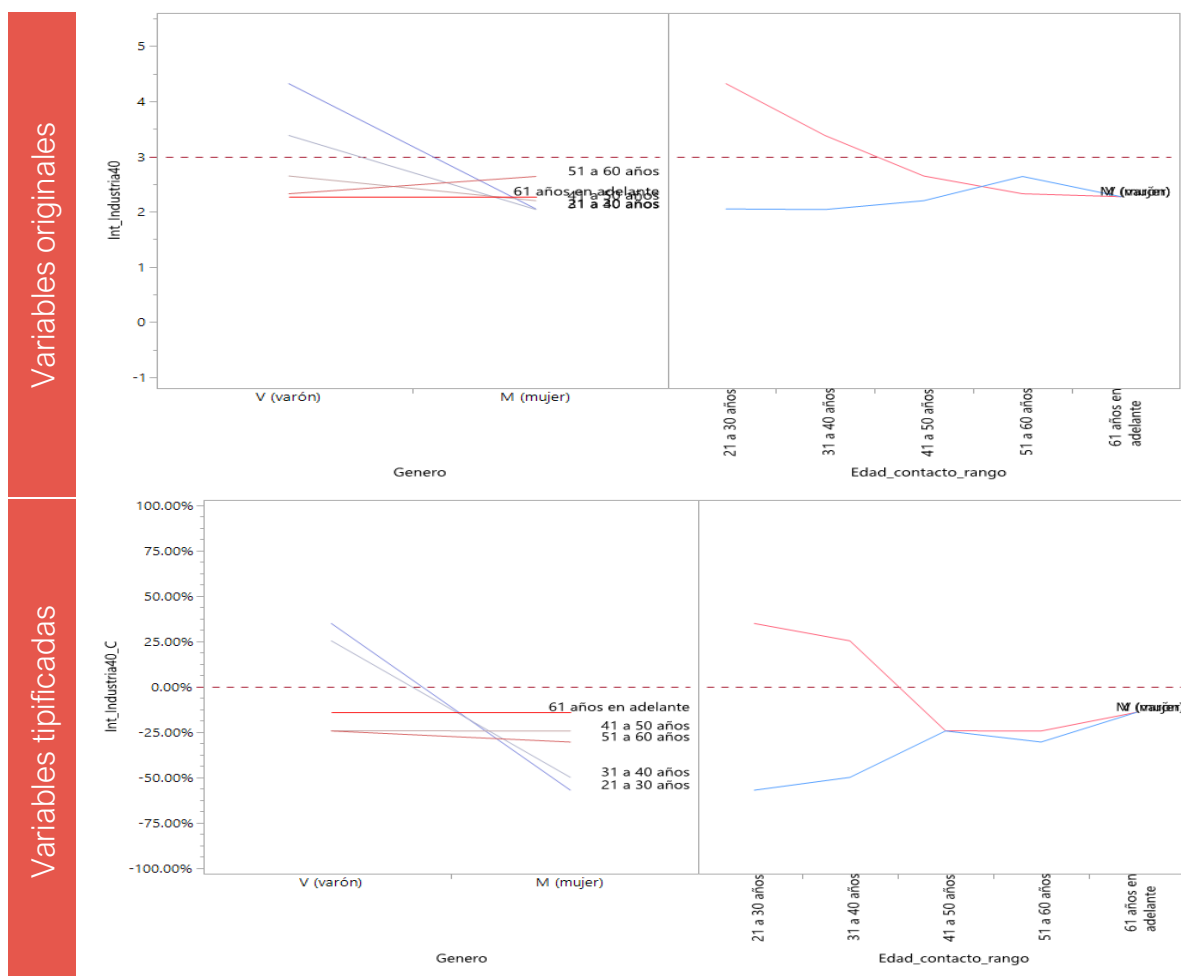 Variables originales
Int_Industria40
5
4
3
2
1
0
-1
51 a 60 años
61 años en adelante
41 a 50 años
31 a 40 años
V (varón)
M (mujer)
Genero
21 a 30 años
31 a 40 años
41 a 50 años
51 a 60 años
61 años en
adelante
Edad_contacto_rango
Variables tipificadas
Int_Industria40_C
100.00%
75.00%
50.00%
25.00%
0.00%
-25.00%
-50.00%
-75.00%
-100.00%
61 años en adelante
41 a 50 años
51 a 60 años
31 a 40 años
21 a 30 años
V (varón)
M (mujer)
Genero
21 a 30 años
31 a 40 años
41 a 50 años
51 a 60 años
61 años en
adelante
Edad_contacto_rango